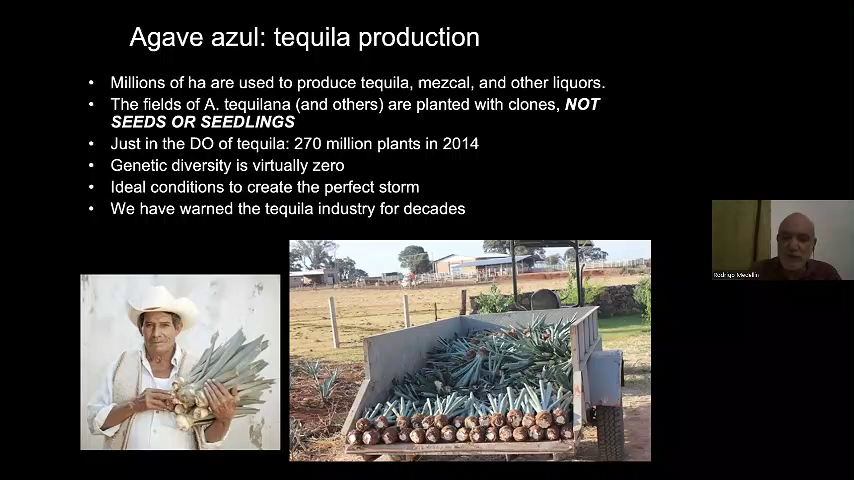 Agave azul: tequila production
• Millions of ha are used to produce tequila, mezcal, and other liquors.
• The fields of A. tequilana (and others) are planted with clones, NOT
SEEDS OR SEEDLINGS
• Just in the DO of tequila: 270 million plants in 2014
• Genetic diversity is virtually zero
• Ideal conditions to create the perfect storm
• We have warned the tequila industry for decades
Rodrigo Medellín